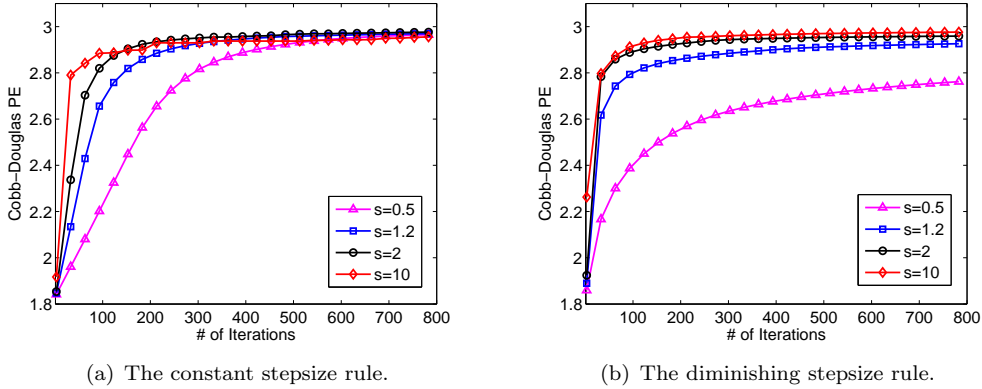 3
2.8
2.6
2.4
2.2
2
1.8
Cobb-Douglas PE
100 200 300 400 500 600 700 800
# of Iterations
s=0.5
s=1.2
s=2
s=10
(a) The constant stepsize rule.
3
2.8
2.6
2.4
2.2
2
1.8
Cobb-Douglas PE
100 200 300 400 500 600 700 800
# of Iterations
s=0.5
s=1.2
s=2
s=10
(b) The diminishing stepsize rule.